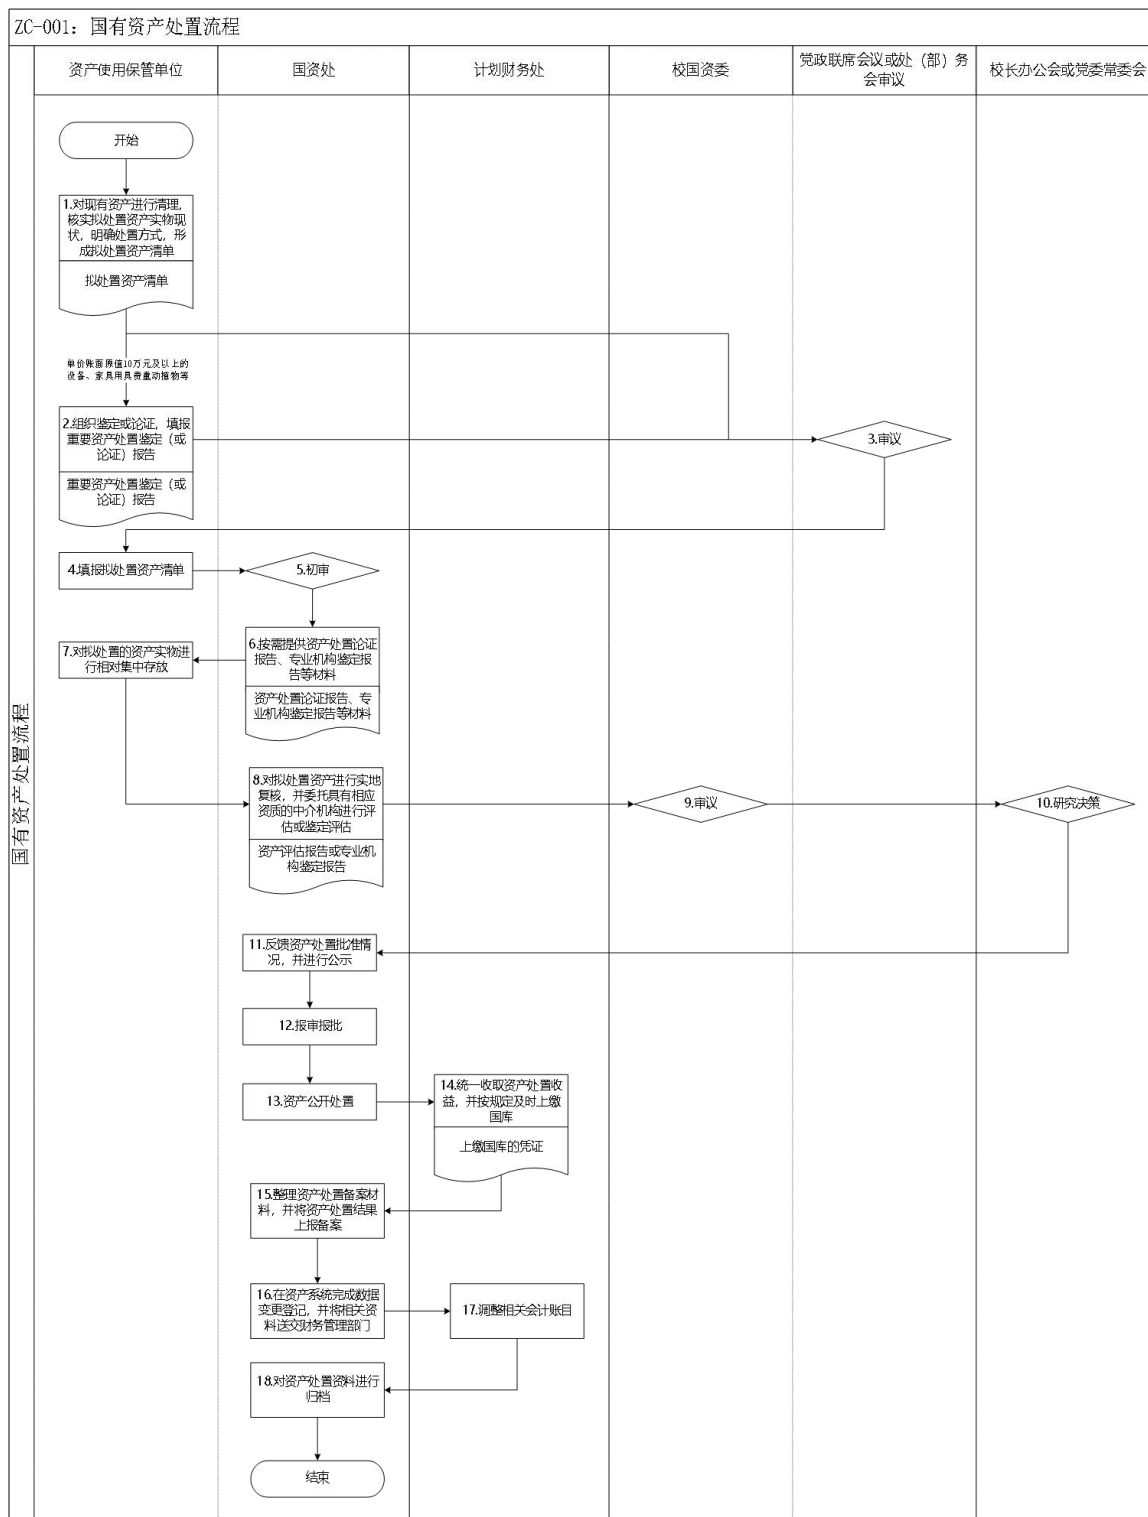 ZC-001：国有资产处置流程
资产使用保管单位
国资处
计划财务处
校国资委
党政联席会议或处（部）务
会审议
校长办公会或党委常委会
国有资产处置流程
开始
1.对现有资产进行清理，
核实拟处置资产实物现
状，明确处置方式，形
成拟处置资产清单
拟处置资产清单
单价账面原值10万元及以上的
设备、家具用具贵重动植物等
2.组织鉴定或论证，填报
重要资产处置鉴定（或
论证）报告
重要资产处置鉴定（或
论证）报告
3.审议
4.填报拟处置资产清单
5.初审
6.按需提供资产处置论证
报告、专业机构鉴定报
告等材料
资产处置论证报告、专
业机构鉴定报告等材料
7.对拟处置的资产实物进
行相对集中存放
8.对拟处置资产进行实地
复核，并委托具有相应
资质的中介机构进行评
估或鉴定评估
资产评估报告或专业机
构鉴定报告
9.审议
10.研究决策
11.反馈资产处置批准情
况，并进行公示
12.报审报批
13.资产公开处置
14.统一收取资产处置收
益，并按规定及时上缴
国库
上缴国库的凭证
15.整理资产处置备案材
料，并将资产处置结果
上报备案
16.在资产系统完成数据
变更登记，并将相关资
料送交财务管理部门
17.调整相关会计账目
18.对资产处置资料进行
归档
结束